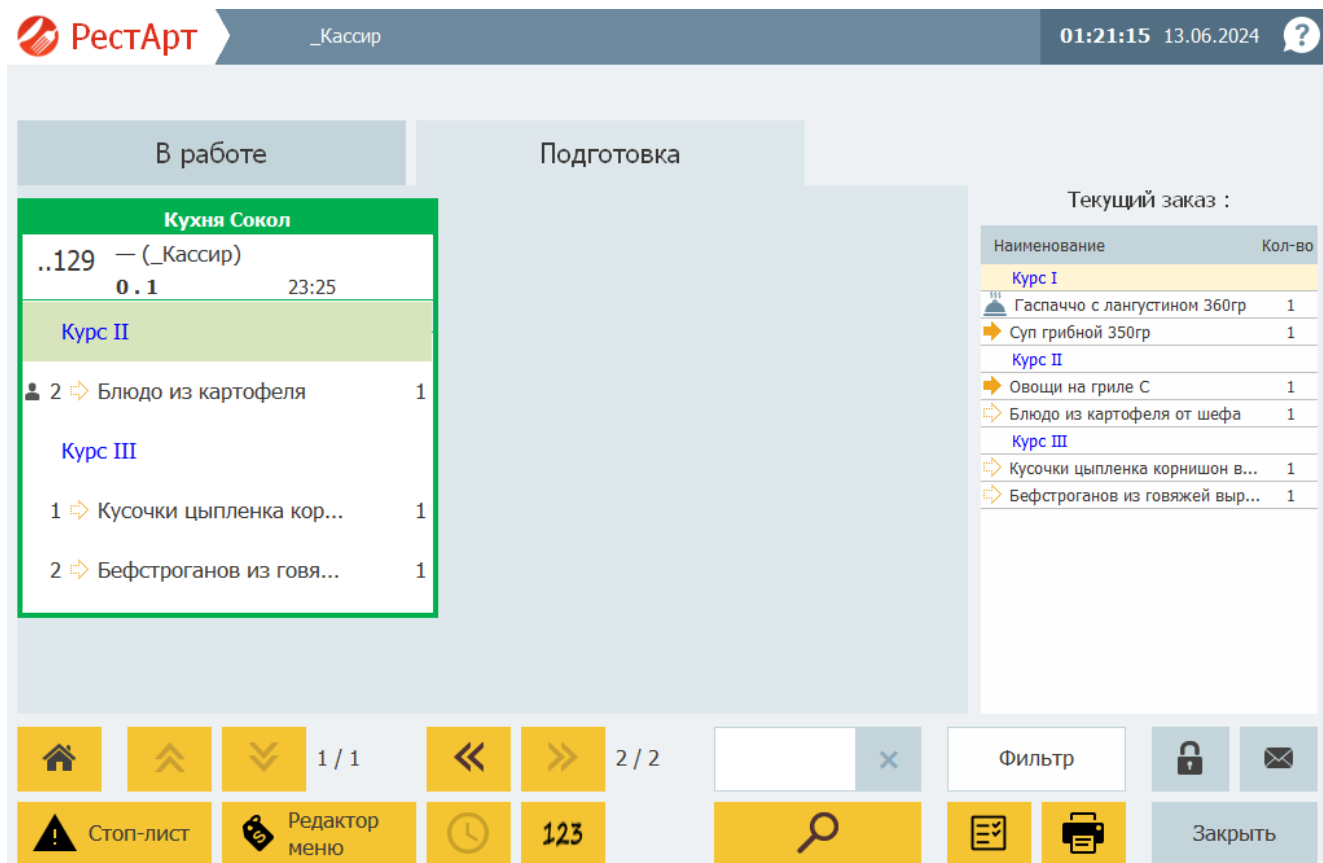 РестАрт
_Кассир
01:21:15 13.06.2024
?
В работе
Подготовка
Кухня Сокол
..129 — (_Кассир)
0.1 23:25
Курс II
2 Блюдо из картофеля 1
Курс III
1 Кусочки цыпленка кор... 1
2 Бефстроганов из говя... 1
Текущий заказ :
Наименование Кол-во
Курс I
Гаспаччо с лангустином 360гр 1
Суп грибной 350гр 1
Курс II
Овощи на гриле С 1
Блюдо из картофеля от шефа 1
Курс III
Кусочки цыпленка корнишон в... 1
Бефстроганов из говяжей выр... 1
1 / 1
2 / 2
Фильтр
Стоп-лист
Редактор
меню
123
Закрыть